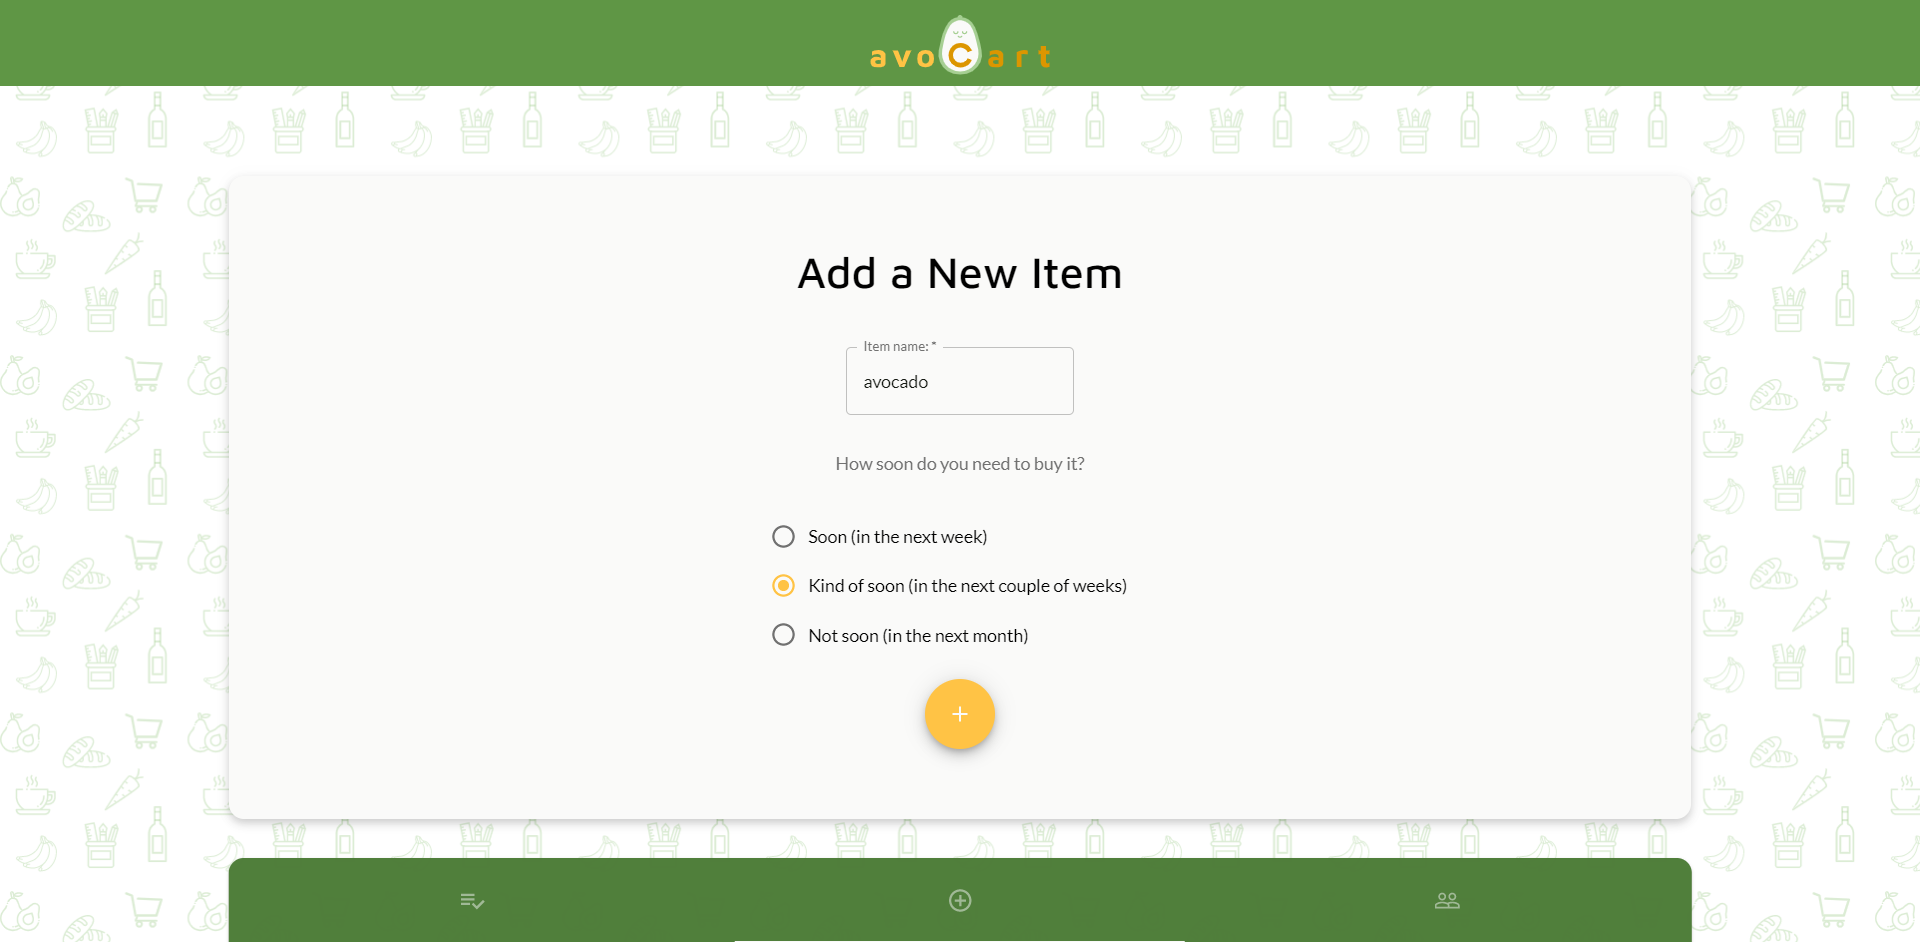 avocart
Add a New Item
Item name: *
avocado
How soon do you need to buy it?
Soon (in the next week)
Kind of soon (in the next couple of weeks)
Not soon (in the next month)
+